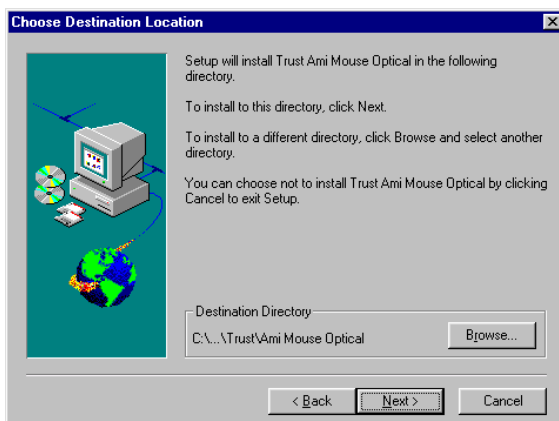 Choose Destination Location
Setup will install Trust Ami Mouse Optical in the following
directory.
To install to this directory, click Next.
To install to a different directory, click Browse and select another
directory.
You can choose not to install Trust Ami Mouse Optical by clicking
Cancel to exit Setup.
Destination Directory
C:\...\Trust\Ami Mouse Optical
Browse...
< Back
Next >
Cancel